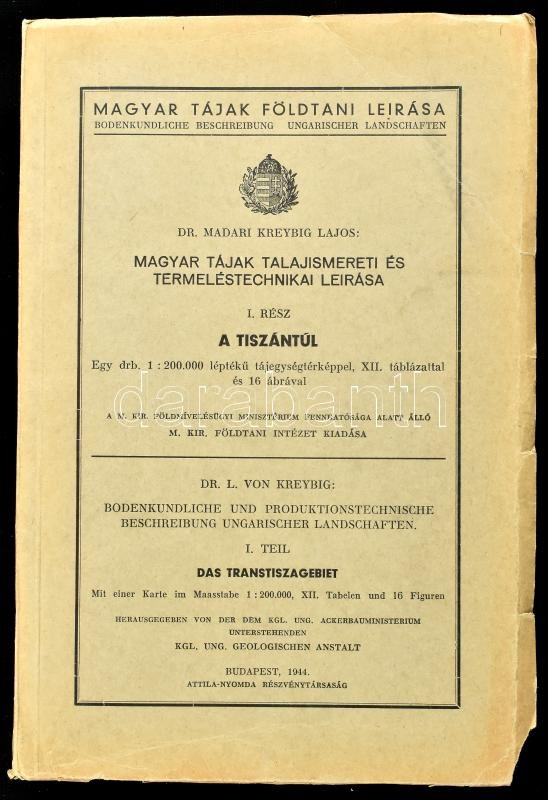 MAGYAR TÁJAK FÖLDTANI LEIRÁSA
BODENKUNDLICHE BESCHREIBUNG UNGARISCHER LANDSCHAFTEN
DR. MADARI KREYBIG LAJOS:
MAGYAR TÁJAK TALAJISMERETI ÉS
TERMELÉSTECHNIKAI LEIRÁSA
I. RÉSZ
A TISZÁNTÚL
Egy drb. 1 : 200.000 léptékű tájegységtérképpel, XII. táblázattal
és 16 ábrával
darabanth
A M. KIR. FÖLDMÍVELÉSÜGYI MINISZTÉRIUM FENNHATÓSÁGA ALATT ÁLLÓ
M. KIR. FÖLDTANI INTÉZET KIADÁSA
DR. L. VON KREYBIG:
BODENKUNDLICHE UND PRODUKTIONSTECHNISCHE
BESCHREIBUNG UNGARISCHER LANDSCHAFTEN.
I. TEIL
DAS TRANSTISZAGEBIET
Mit einer Karte im Maasstabe 1 : 200.000, XII. Tabelen und 16 Figuren
HERAUSGEGEBEN VON DER DEM KGL. UNG. ACKERBAUMINISTERIUM
UNTERSTEHENDEN
KGL. UNG. GEOLOGISCHEN ANSTALT
BUDAPEST, 1944.
ATTILA-NYOMDA RÉSZVÉNYTÁRSASÁG